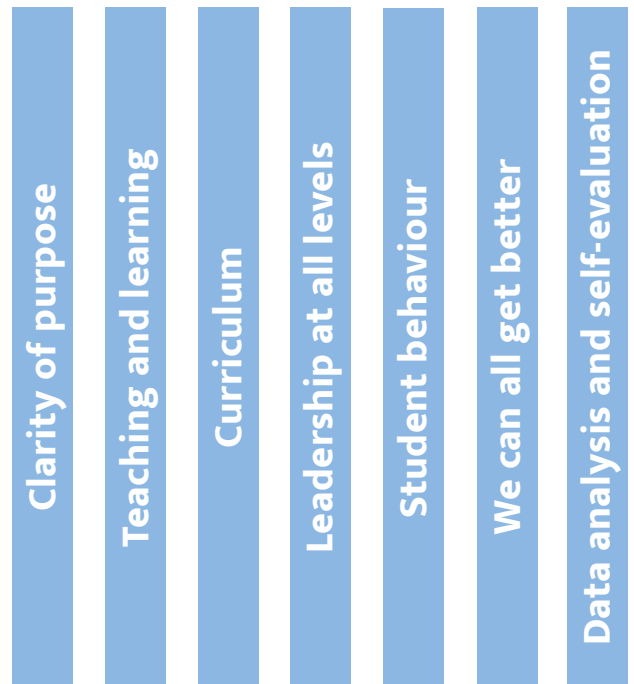 Clarity of purpose
Teaching and learning
Curriculum
Leadership at all levels
Student behaviour
We can all get better
Data analysis and self-evaluation